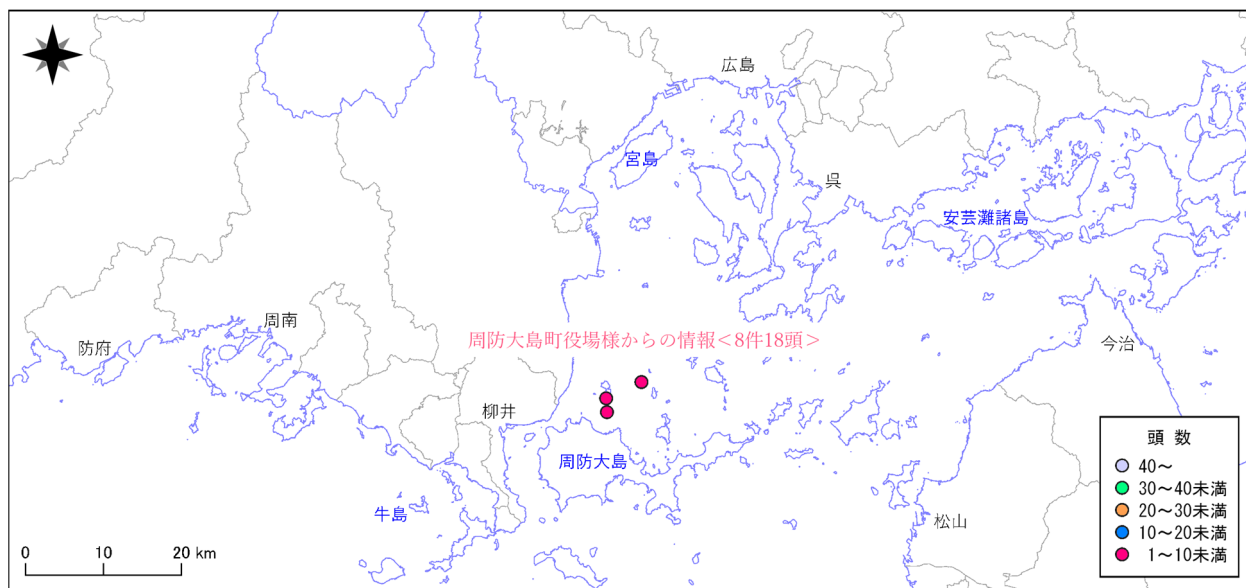 広島
宮島
呉
安芸灘諸島
周南
防府
周防大島町役場様からの情報＜8件18頭＞
今治
柳井
周防大島
牛島
松山
頭 数
40～
30～40未満
20～30未満
10～20未満
1～10未満
0 10 20 km